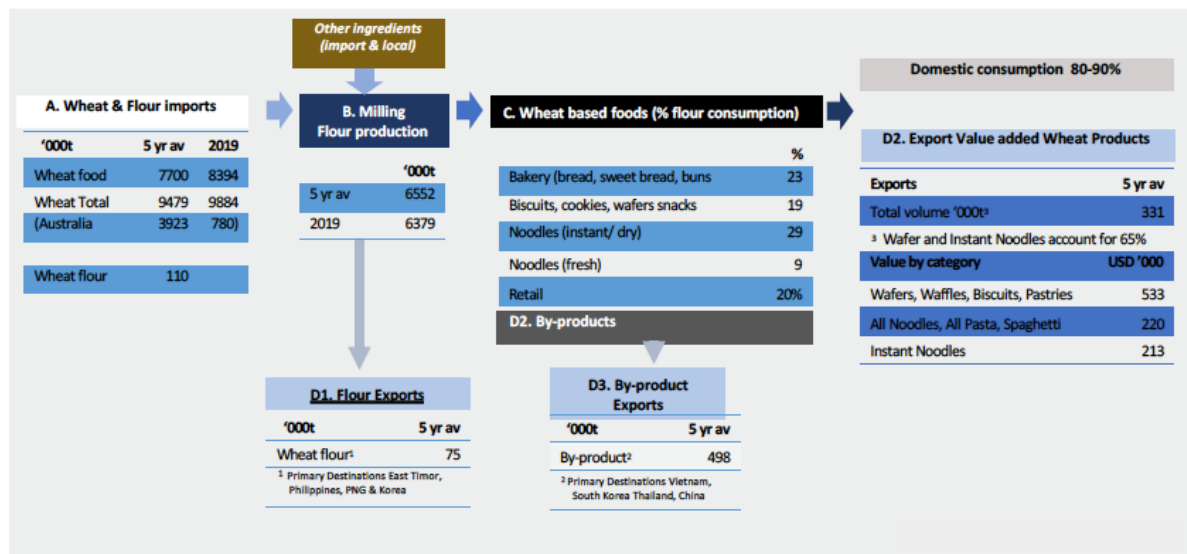 Other ingredients
(import & local)
A. Wheat & Flour imports
‘000t 5 yr av 2019
Wheat food 7700 8394
Wheat Total 9479 9884
(Australia 3923 780)
Wheat flour 110
B. Milling
Flour production
‘000t
5 yr av 6552
2019 6379
C. Wheat based foods (% flour consumption)
%
Bakery (bread, sweet bread, buns 23
Biscuits, cookies, wafers snacks 19
Noodles (instant/ dry) 29
Noodles (fresh) 9
Retail 20%
D2. By-products
Domestic consumption 80-90%
D2. Export Value added Wheat Products
Exports 5 yr av
Total volume ‘000t³ 331
³ Wafer and Instant Noodles account for 65%
Value by category USD ’000
Wafers, Waffles, Biscuits, Pastries 533
All Noodles, All Pasta, Spaghetti 220
Instant Noodles 213
D1. Flour Exports
‘000t 5 yr av
Wheat flour¹ 75
¹ Primary Destinations East Timor,
Philippines, PNG & Korea
D3. By-product
Exports
‘000t 5 yr av
By-product² 498
² Primary Destinations Vietnam,
South Korea Thailand, China